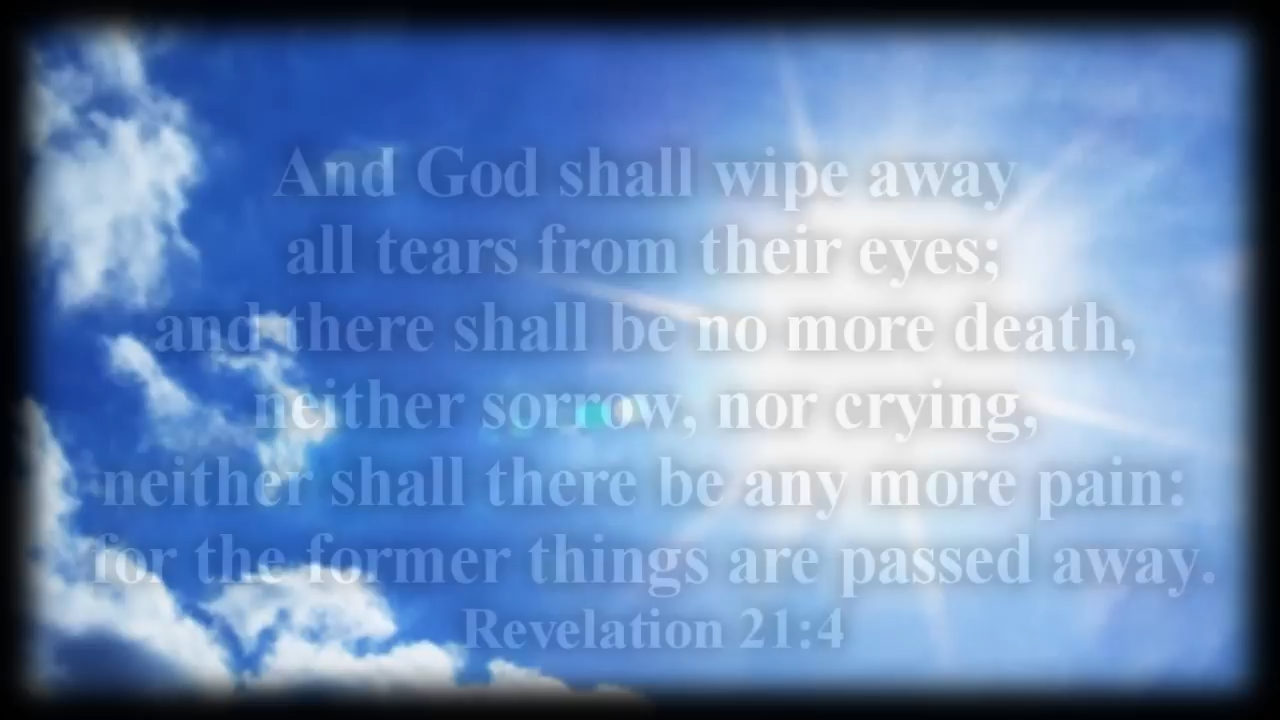 And God shall wipe away
all tears from their eyes;
and there shall be no more death,
neither sorrow, nor crying,
neither shall there be any more pain:
for the former things are passed away.
Revelation 21:4